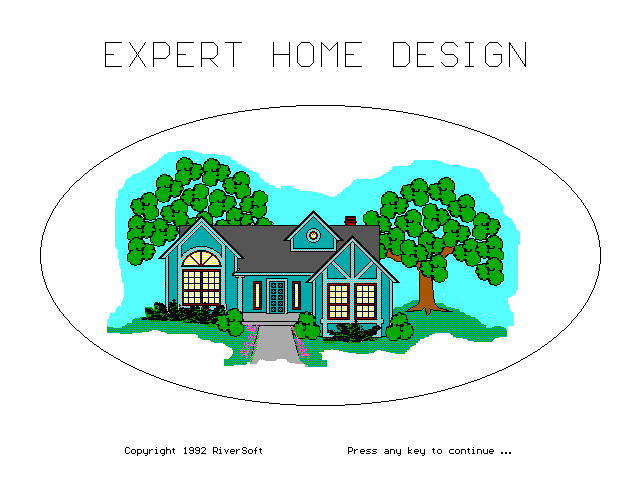 EXPERT HOME DESIGN
Copyright 1992 RiverSoft
Press any key to continue ...